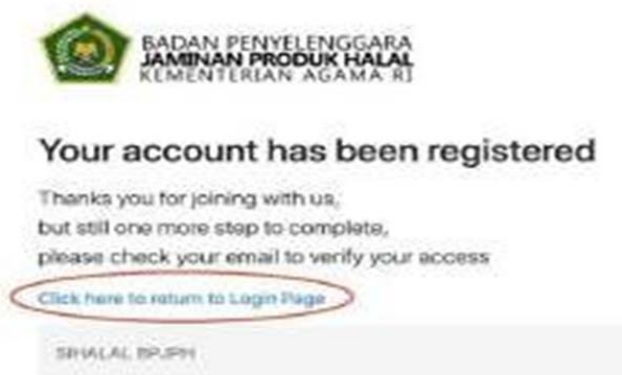 BADAN PENYELENGGARA
JAMINAN PRODUK HALAL
KEMENTERIAN AGAMA RI
Your account has been registered
Thanks you for joining with us,
but still one more step to complete,
please check your email to verify your access
Click here to return to Login Page
SIHALAL BPJPH